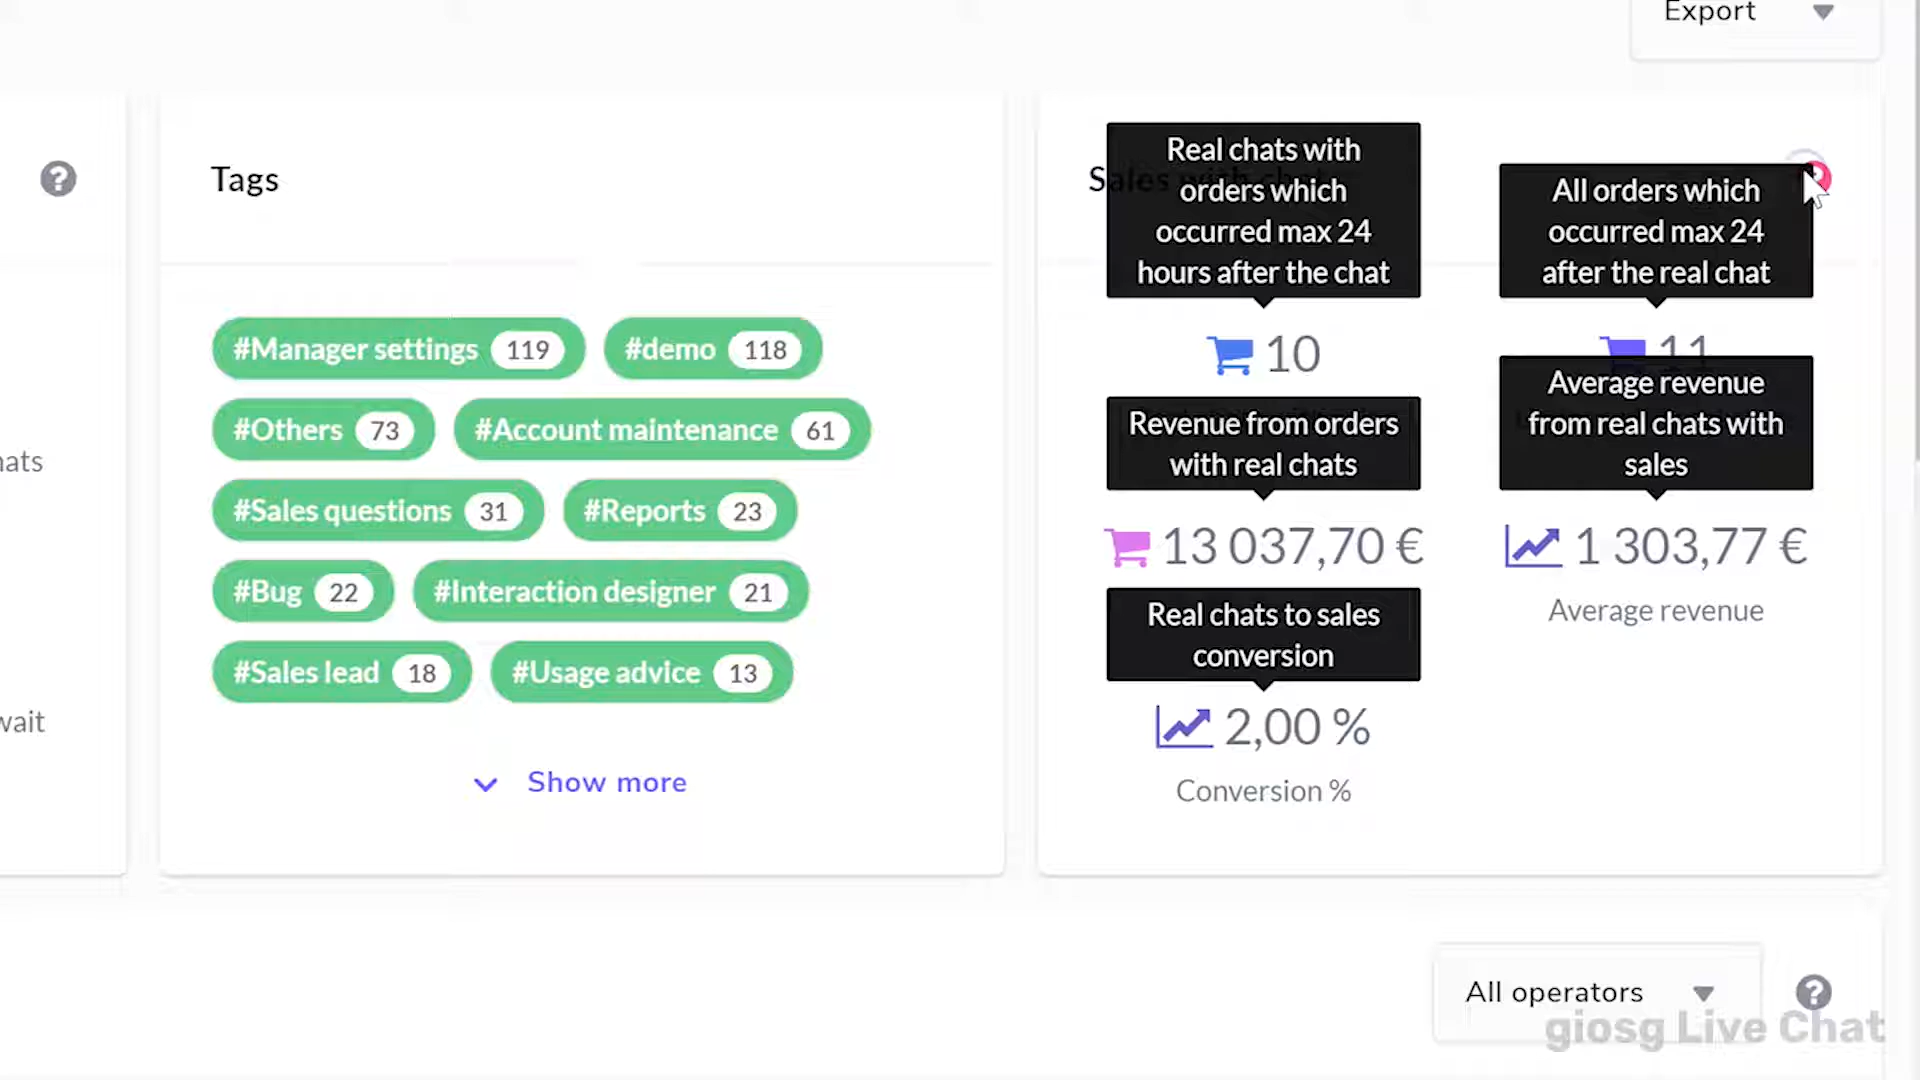 Export
Tags
#Manager settings 119
#demo 118
#Others 73
#Account maintenance 61
#Sales questions 31
#Reports 23
#Bug 22
#Interaction designer 21
#Sales lead 18
#Usage advice 13
Show more
Real chats with
orders which
occurred max 24
hours after the chat
10
All orders which
occurred max 24
after the real chat
11
Revenue from orders
with real chats
13 037,70 €
Average revenue
from real chats with
sales
1 303,77 €
Average revenue
Real chats to sales
conversion
2,00 %
Conversion %
wait
All operators
giosg Live Chat